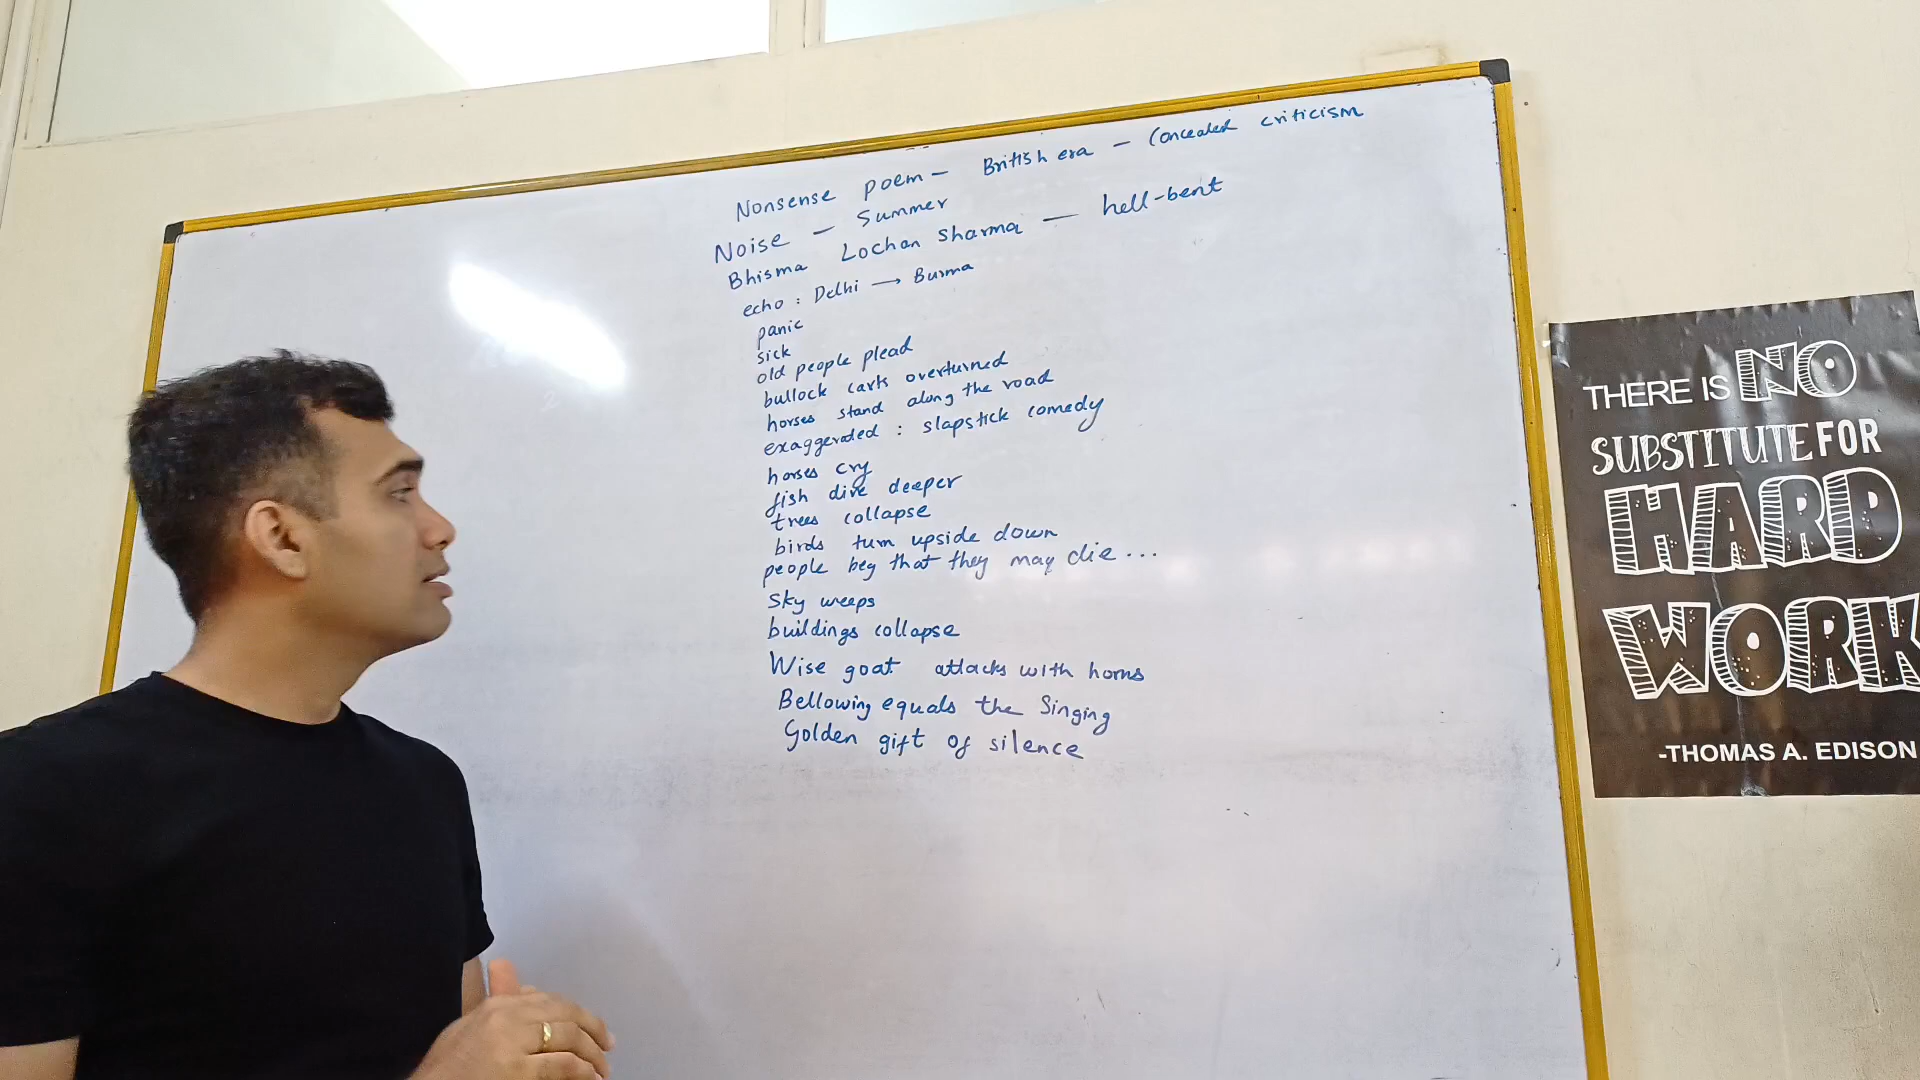 Nonsense poem - British era - Concealed criticism
Noise - Summer
Bhisma Lochan Sharma - hell-bent
echo : Delhi → Burma
panic
sick
old people plead
bullock carts overturned
horses stand along the road
exaggerated : slapstick comedy
horses cry
fish dive deeper
trees collapse
birds turn upside down
people beg that they may die ...
Sky weeps
buildings collapse
Wise goat attacks with horns
Bellowing equals the Singing
Golden gift of silence
THERE IS NO
SUBSTITUTE FOR
HARD
WORK
-THOMAS A. EDISON